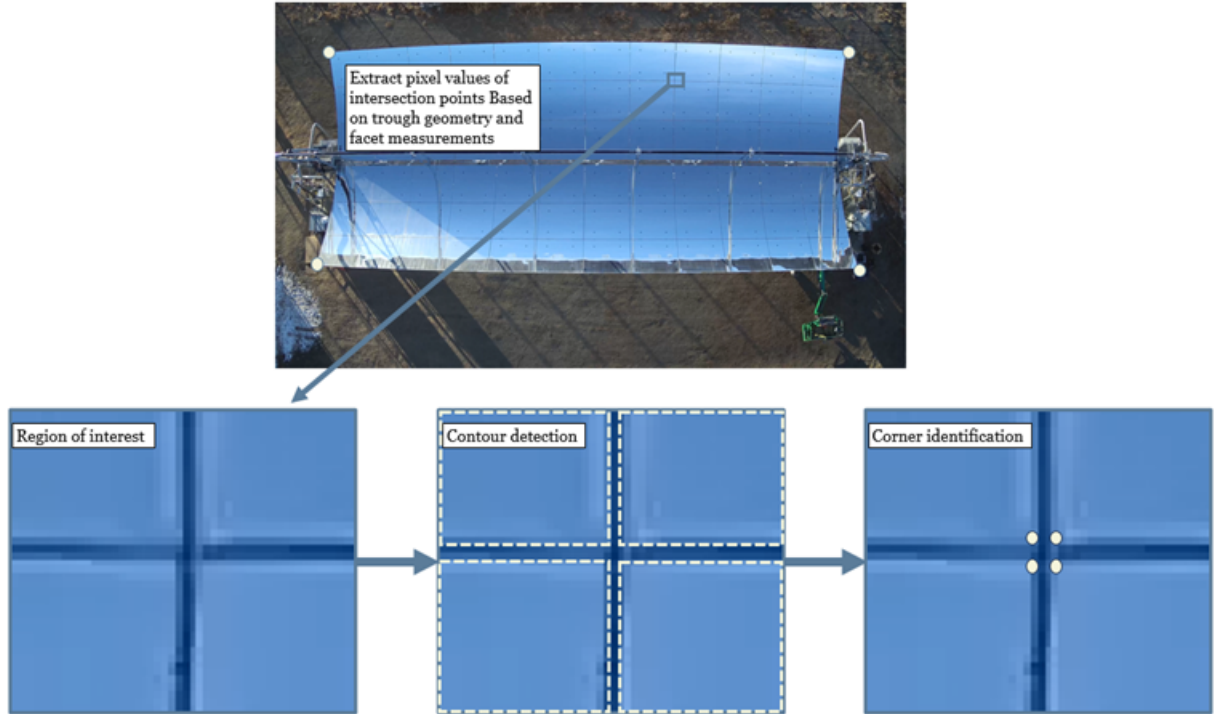 Extract pixel values of
intersection points Based
on trough geometry and
facet measurements
Region of interest
Contour detection
Corner identification